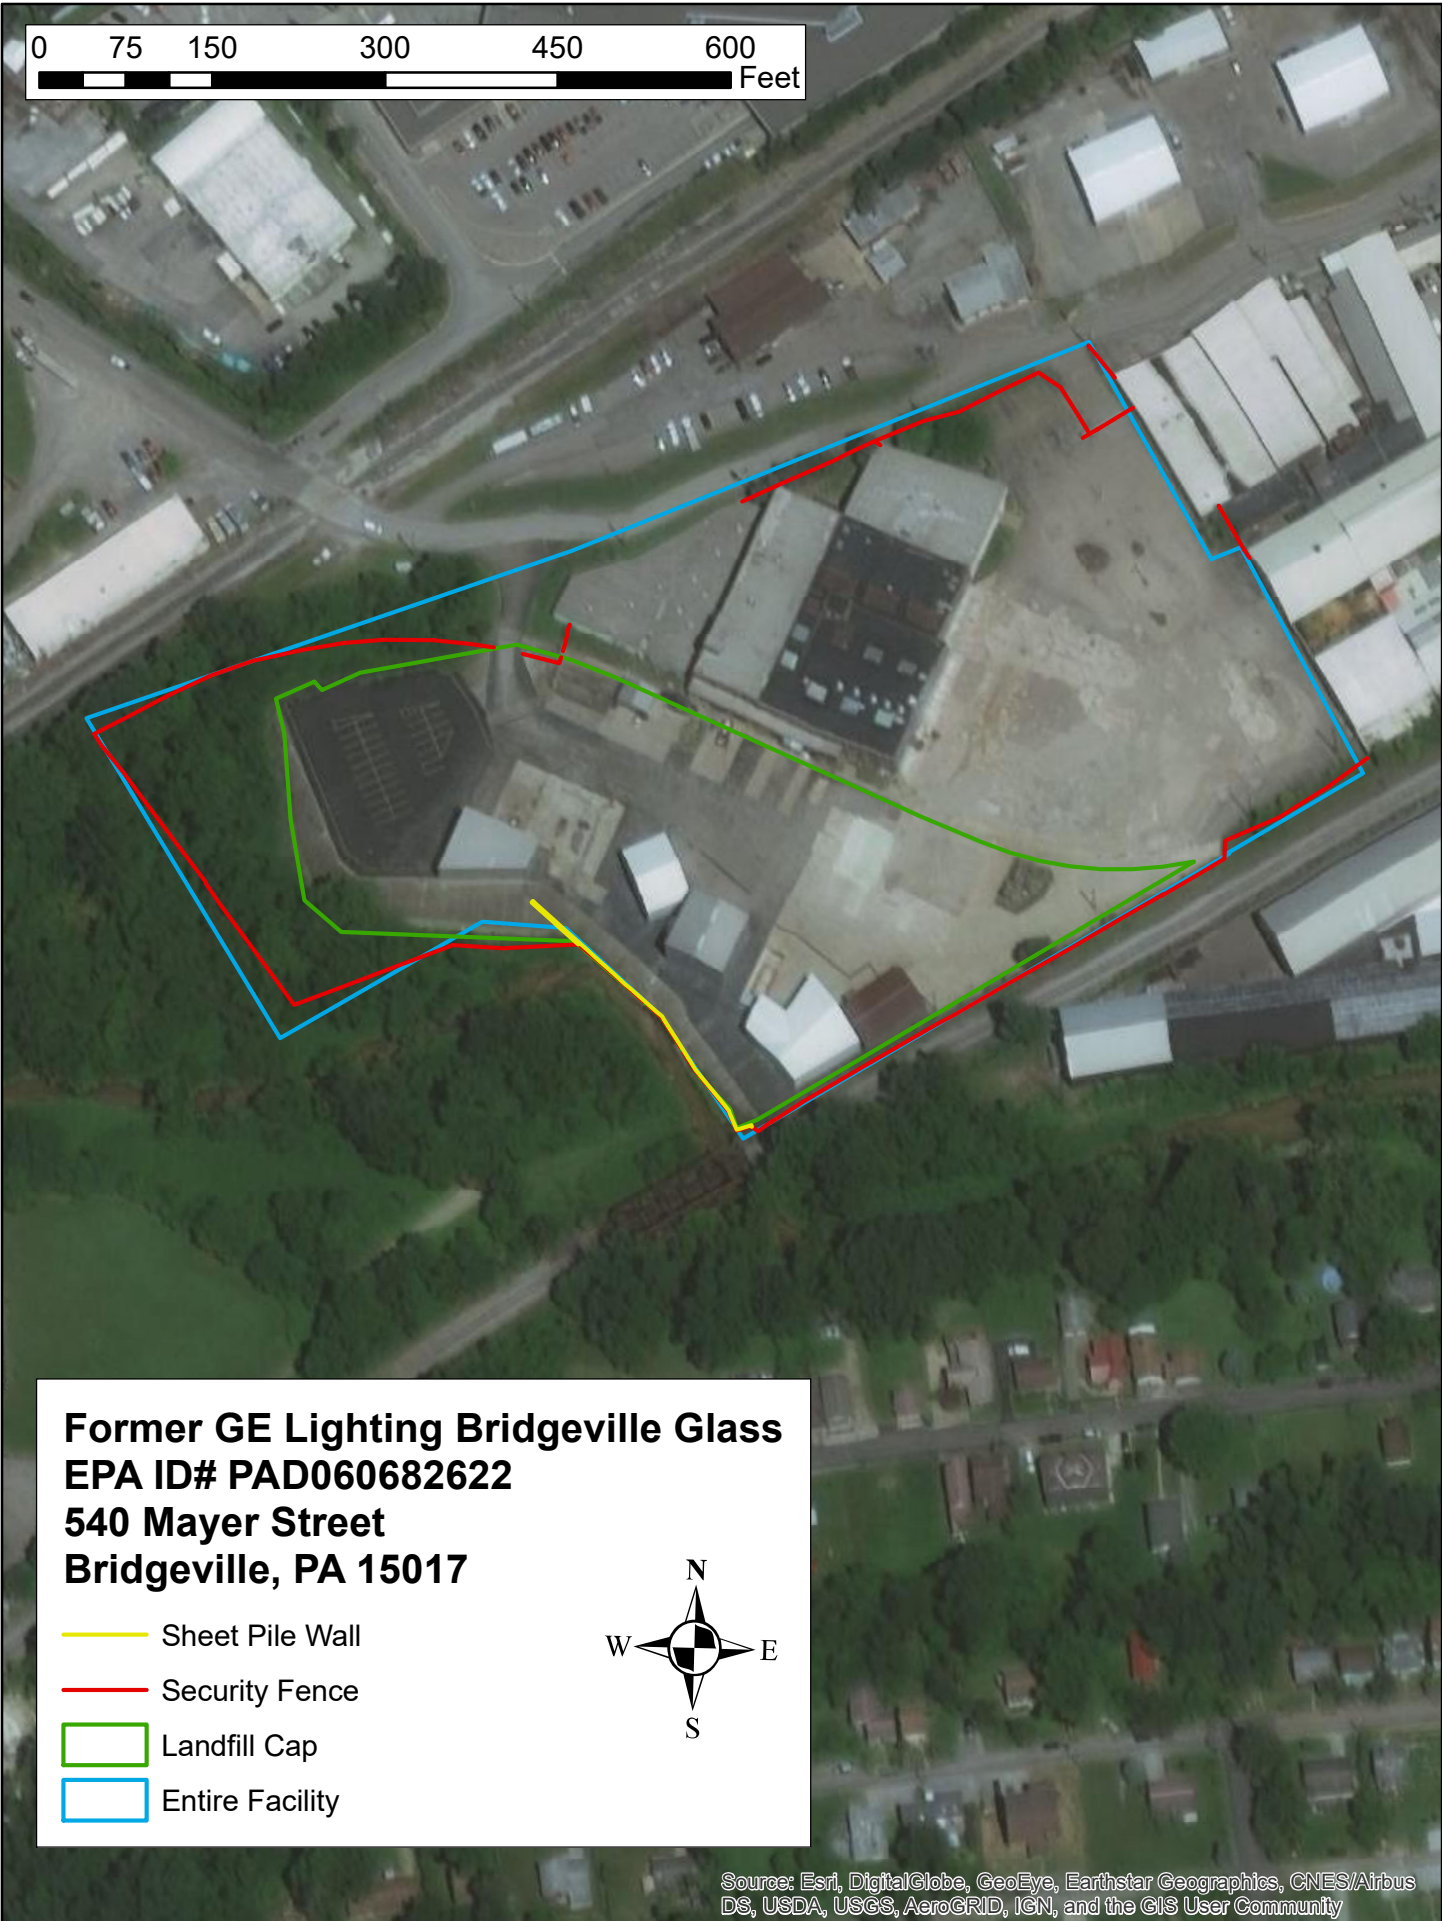 0 75 150 300 450 600
Feet
Former GE Lighting Bridgeville Glass
EPA ID# PAD060682622
540 Mayer Street
Bridgeville, PA 15017
N
W E
S
Sheet Pile Wall
Security Fence
Landfill Cap
Entire Facility
Source: Esri, DigitalGlobe, GeoEye, Earthstar Geographics, CNES/Airbus
DS, USDA, USGS, AeroGRID, IGN, and the GIS User Community